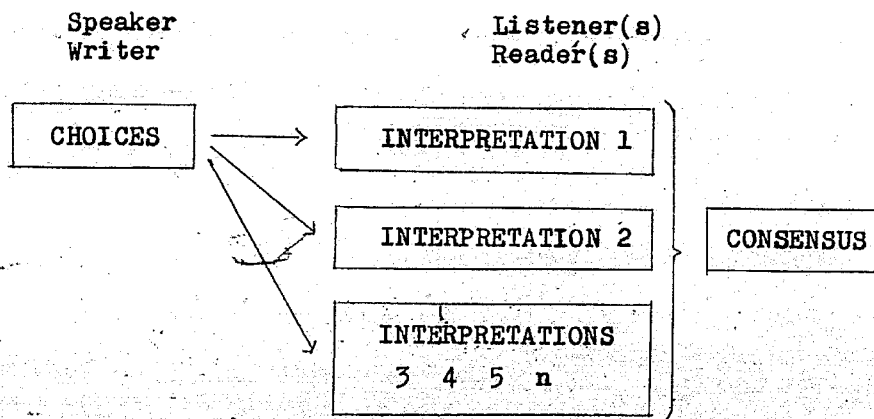 Speaker Listener(s)
Writer Reader(s)
CHOICES INTERPRETATION 1
INTERPRETATION 2 CONSENSUS
INTERPRETATIONS
3 4 5 n